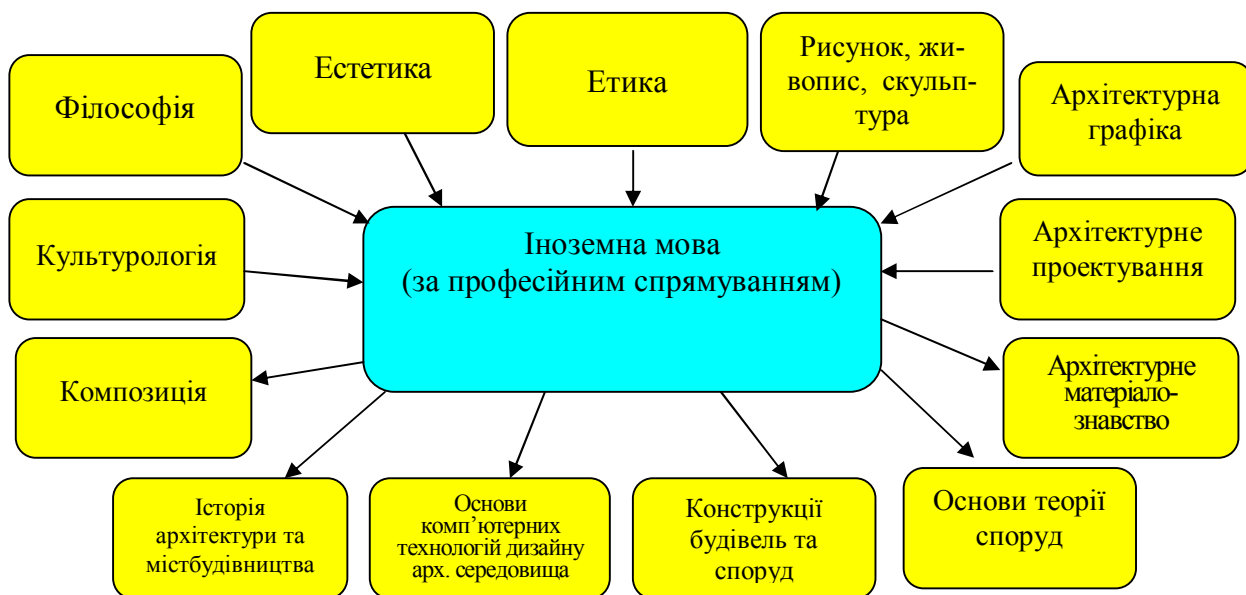 Філософія
Естетика
Етика
Рисунок, жи-
вопис, скульп-
тура
Архітектурна
графіка
Культурологія
Іноземна мова
(за професійним спрямуванням)
Архітектурне
проектування
Композиція
Архітектурне
матеріало-
знавство
Історія
архітектури та
містбудівництва
Основи
комп’ютерних
технологій дизайну
арх. середовища
Конструкції
будівель та
споруд
Основи теорії
споруд